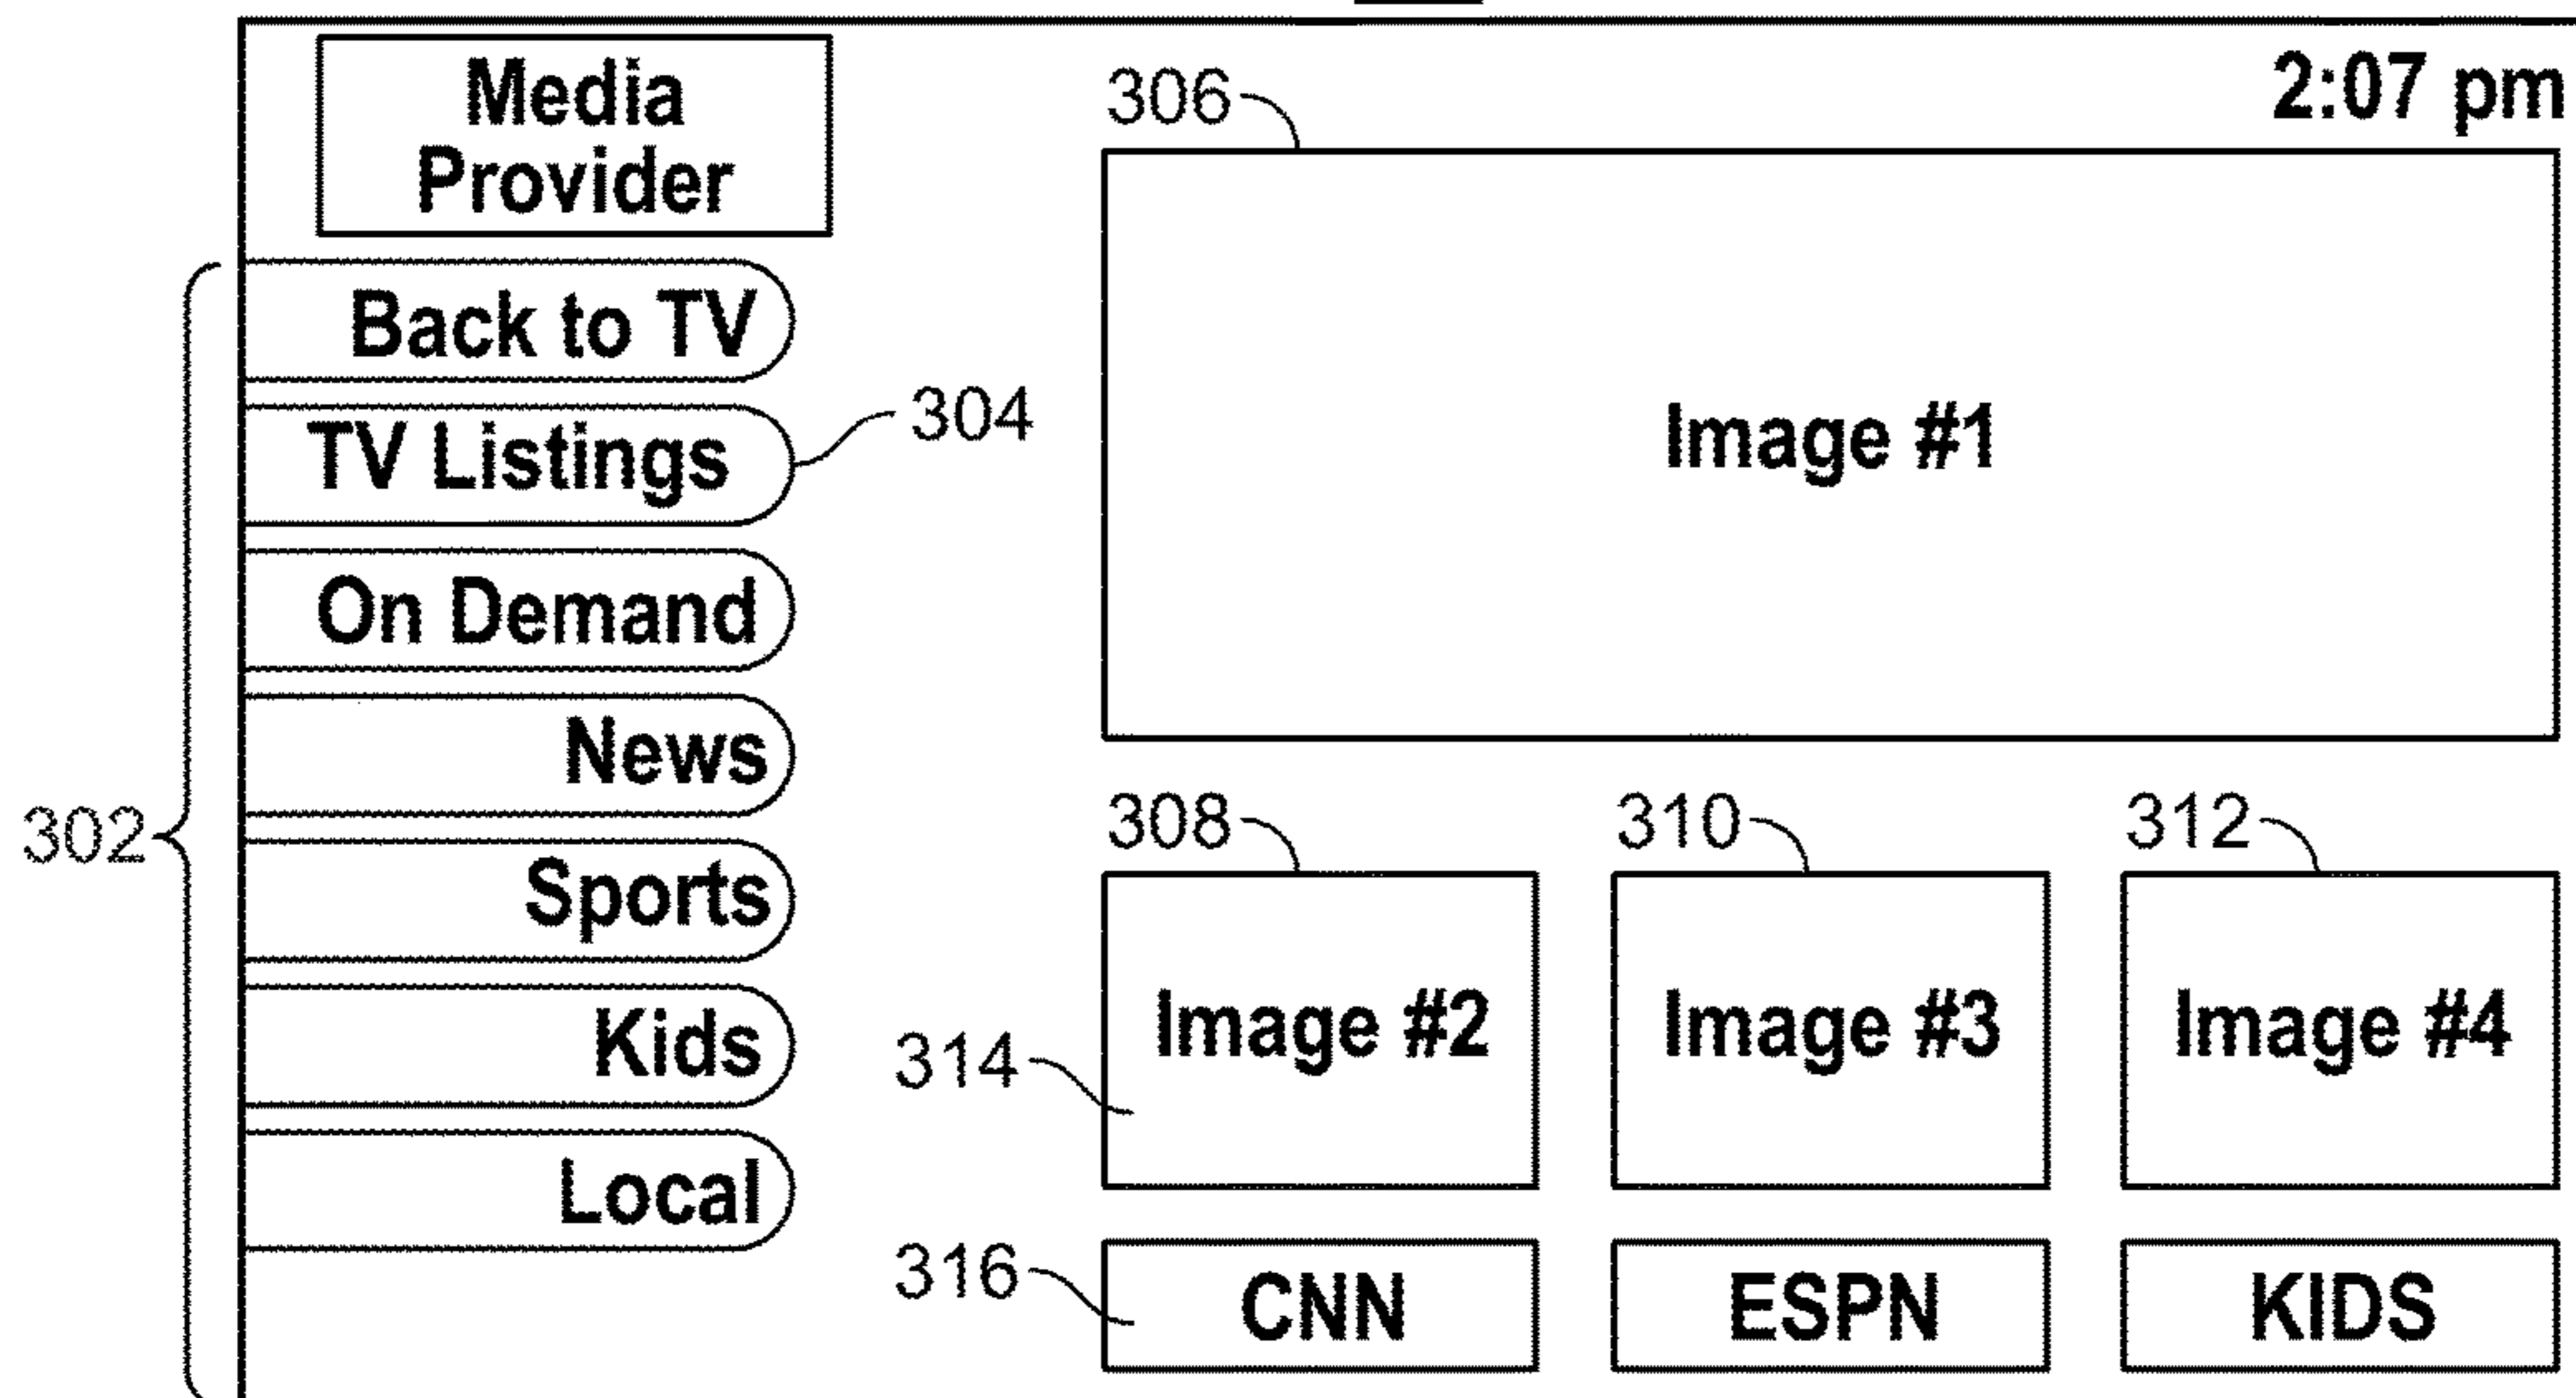 2:07 pm
Media
Provider
306
Back to TV
TV Listings
304
Image #1
On Demand
News
302
308
310
312
Sports
Image #2
Image #3
Image #4
Kids
314
Local
316
CNN
ESPN
KIDS